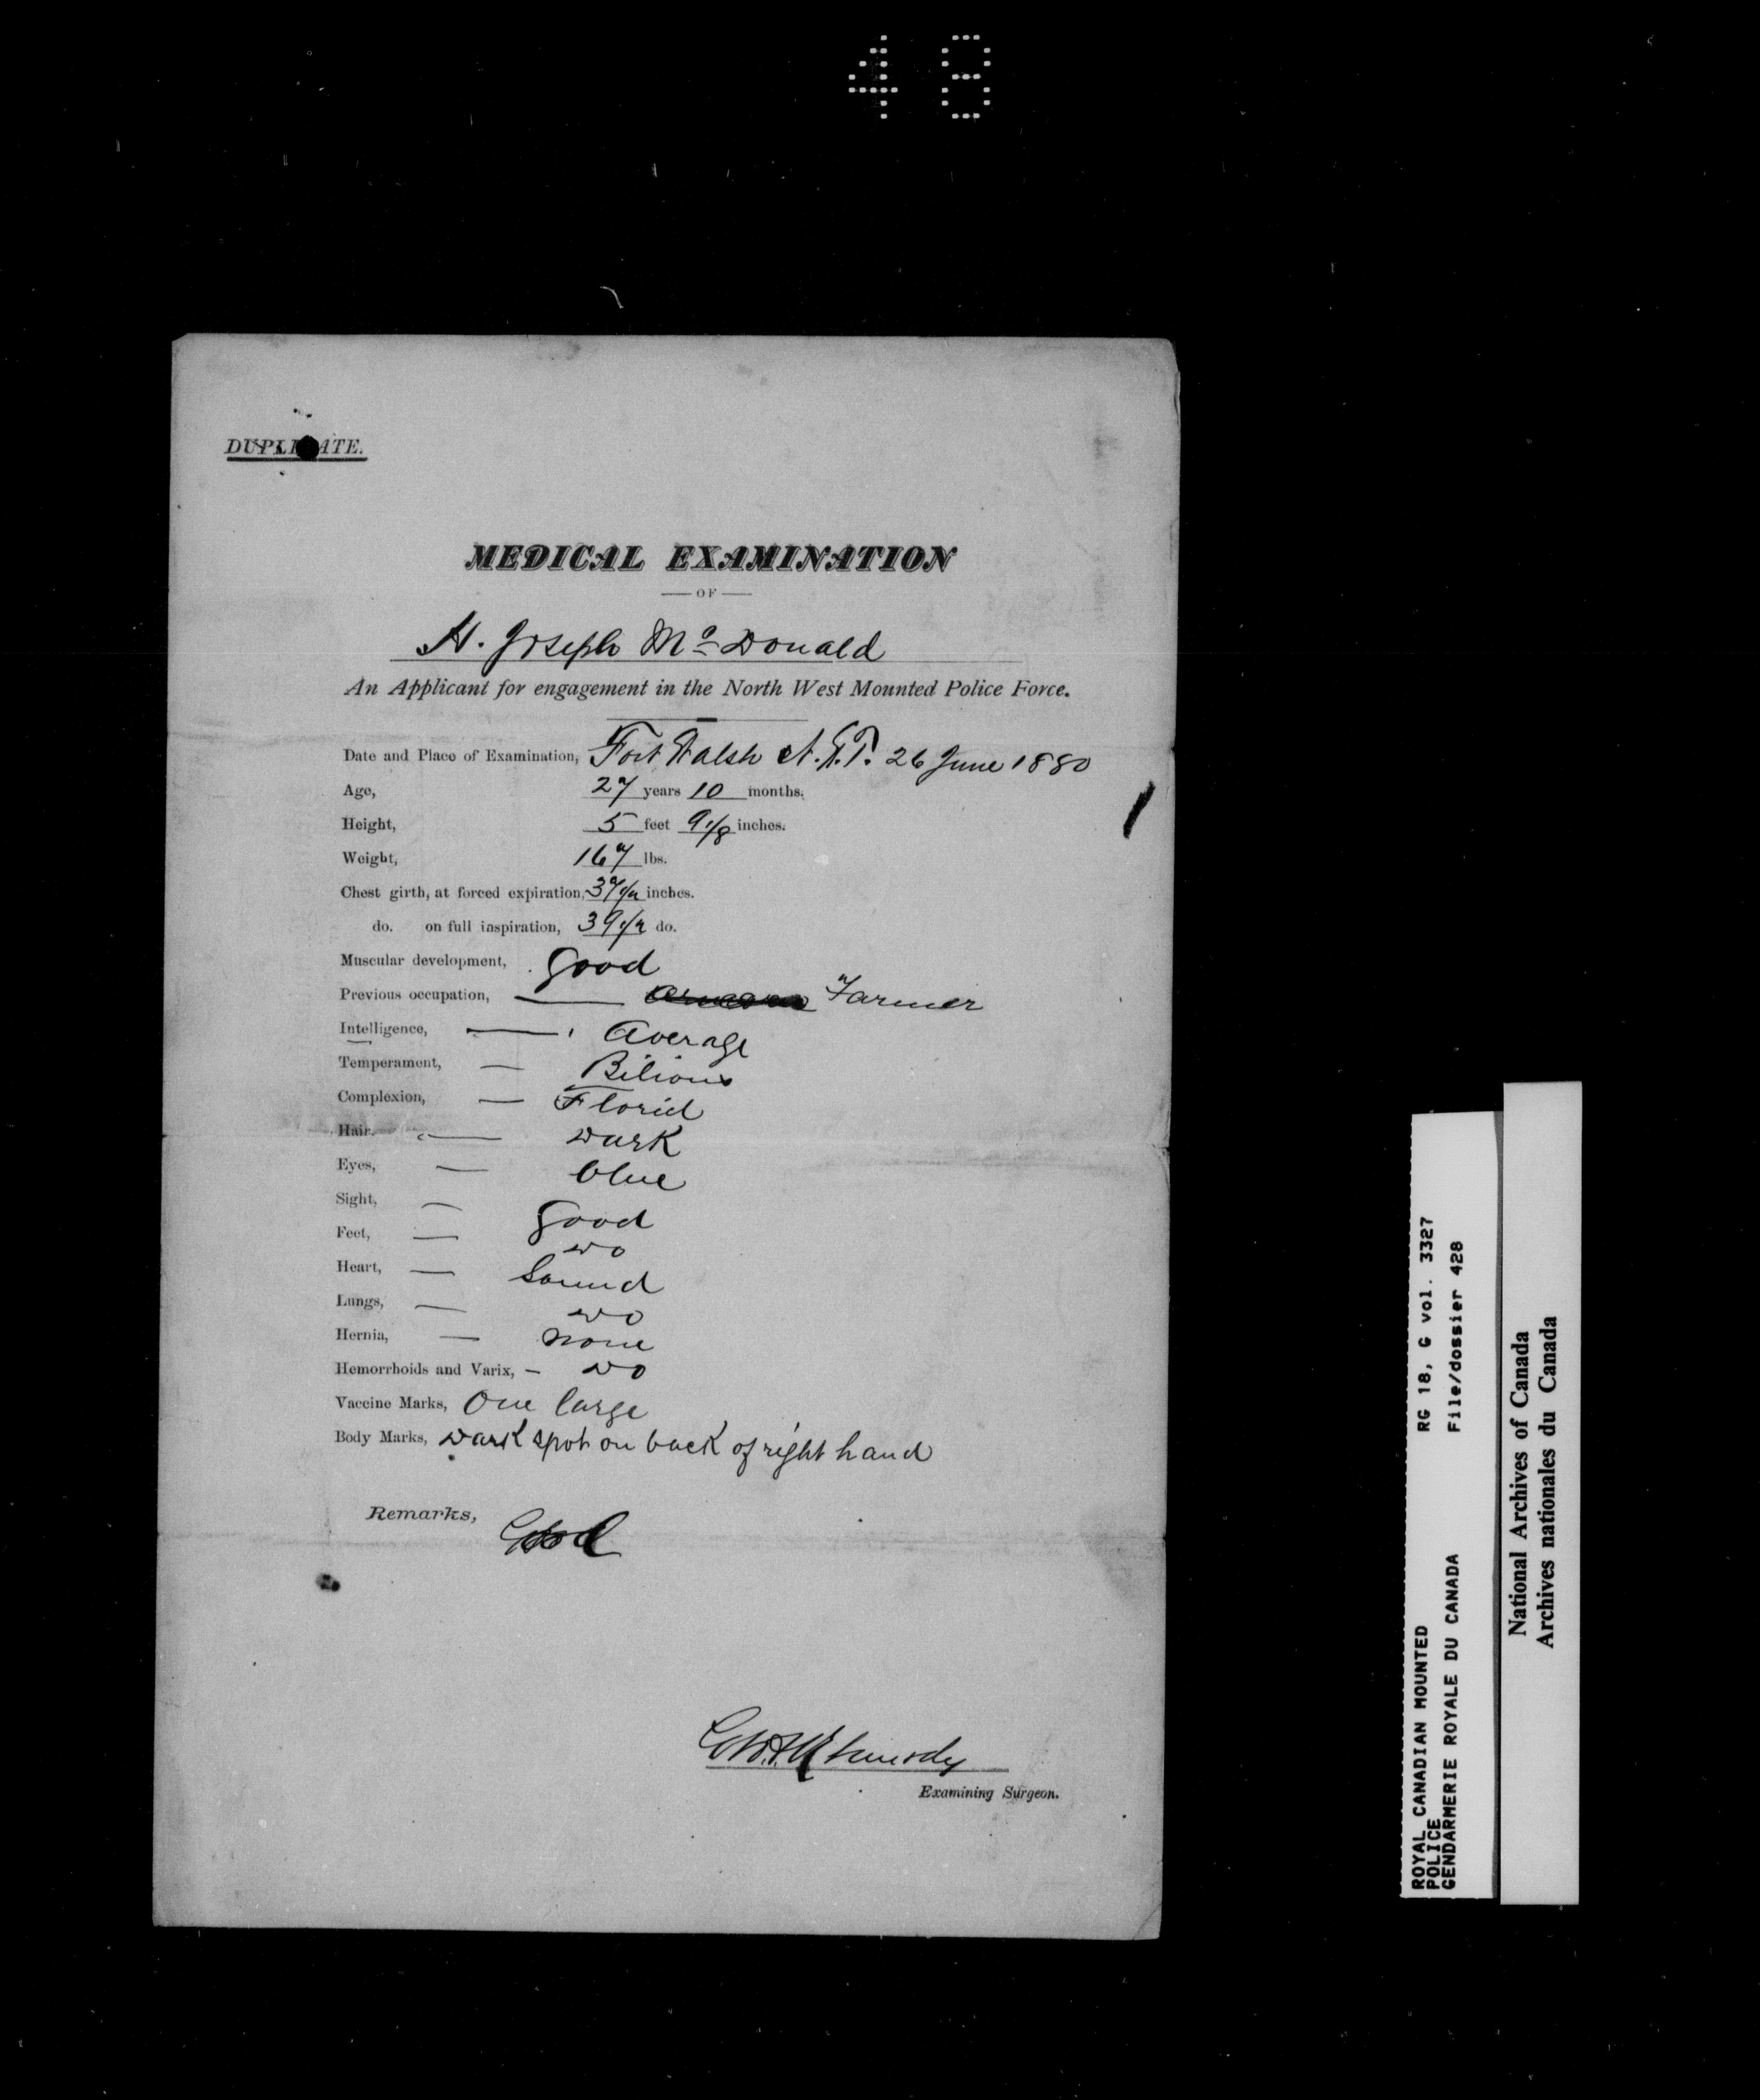 48
DUPLICATE.
MEDICAL EXAMINATION
OF
H. Joseph McDonald
An Applicant for engagement in the North West Mounted Police Force.
Date and Place of Examination, Fort Walsh N.W.T. 26 June 1880
Age, 27 years 10 months.
Height, 5 feet 9 1/8 inches.
Weight, 167 lbs.
Chest girth, at forced expiration, 37 1/2 inches.
do. on full inspiration, 39 1/2 do.
Muscular development, Good
Previous occupation, Farmer
Intelligence, Average
Temperament, Bilious
Complexion, Florid
Hair. Dark
Eyes, blue
Sight, Good
Feet, Do
Heart, Sound
Lungs, Do
Hernia, None
Hemorrhoids and Varix, - Do
Vaccine Marks, One large
Body Marks, Dark spot on back of right hand
Remarks, Good
Kennedy
Examining Surgeon.
ROYAL CANADIAN MOUNTED RG 18, G vol. 3327
POLICE
GENDARMERIE ROYALE DU CANADA File/dossier 428
National Archives of Canada
Archives nationales du Canada